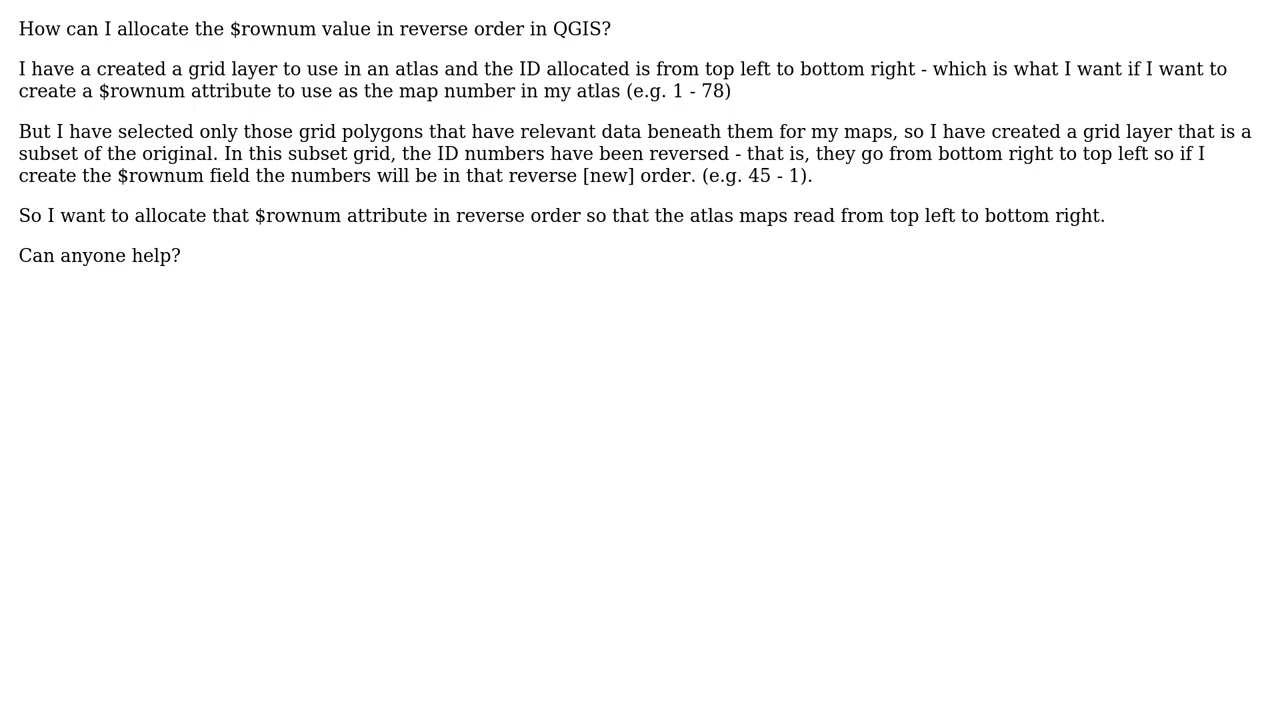 How can I allocate the $rownum value in reverse order in QGIS?
I have a created a grid layer to use in an atlas and the ID allocated is from top left to bottom right - which is what I want if I want to
create a $rownum attribute to use as the map number in my atlas (e.g. 1 - 78)
But I have selected only those grid polygons that have relevant data beneath them for my maps, so I have created a grid layer that is a
subset of the original. In this subset grid, the ID numbers have been reversed - that is, they go from bottom right to top left so if I
create the $rownum field the numbers will be in that reverse [new] order. (e.g. 45 - 1).
So I want to allocate that $rownum attribute in reverse order so that the atlas maps read from top left to bottom right.
Can anyone help?